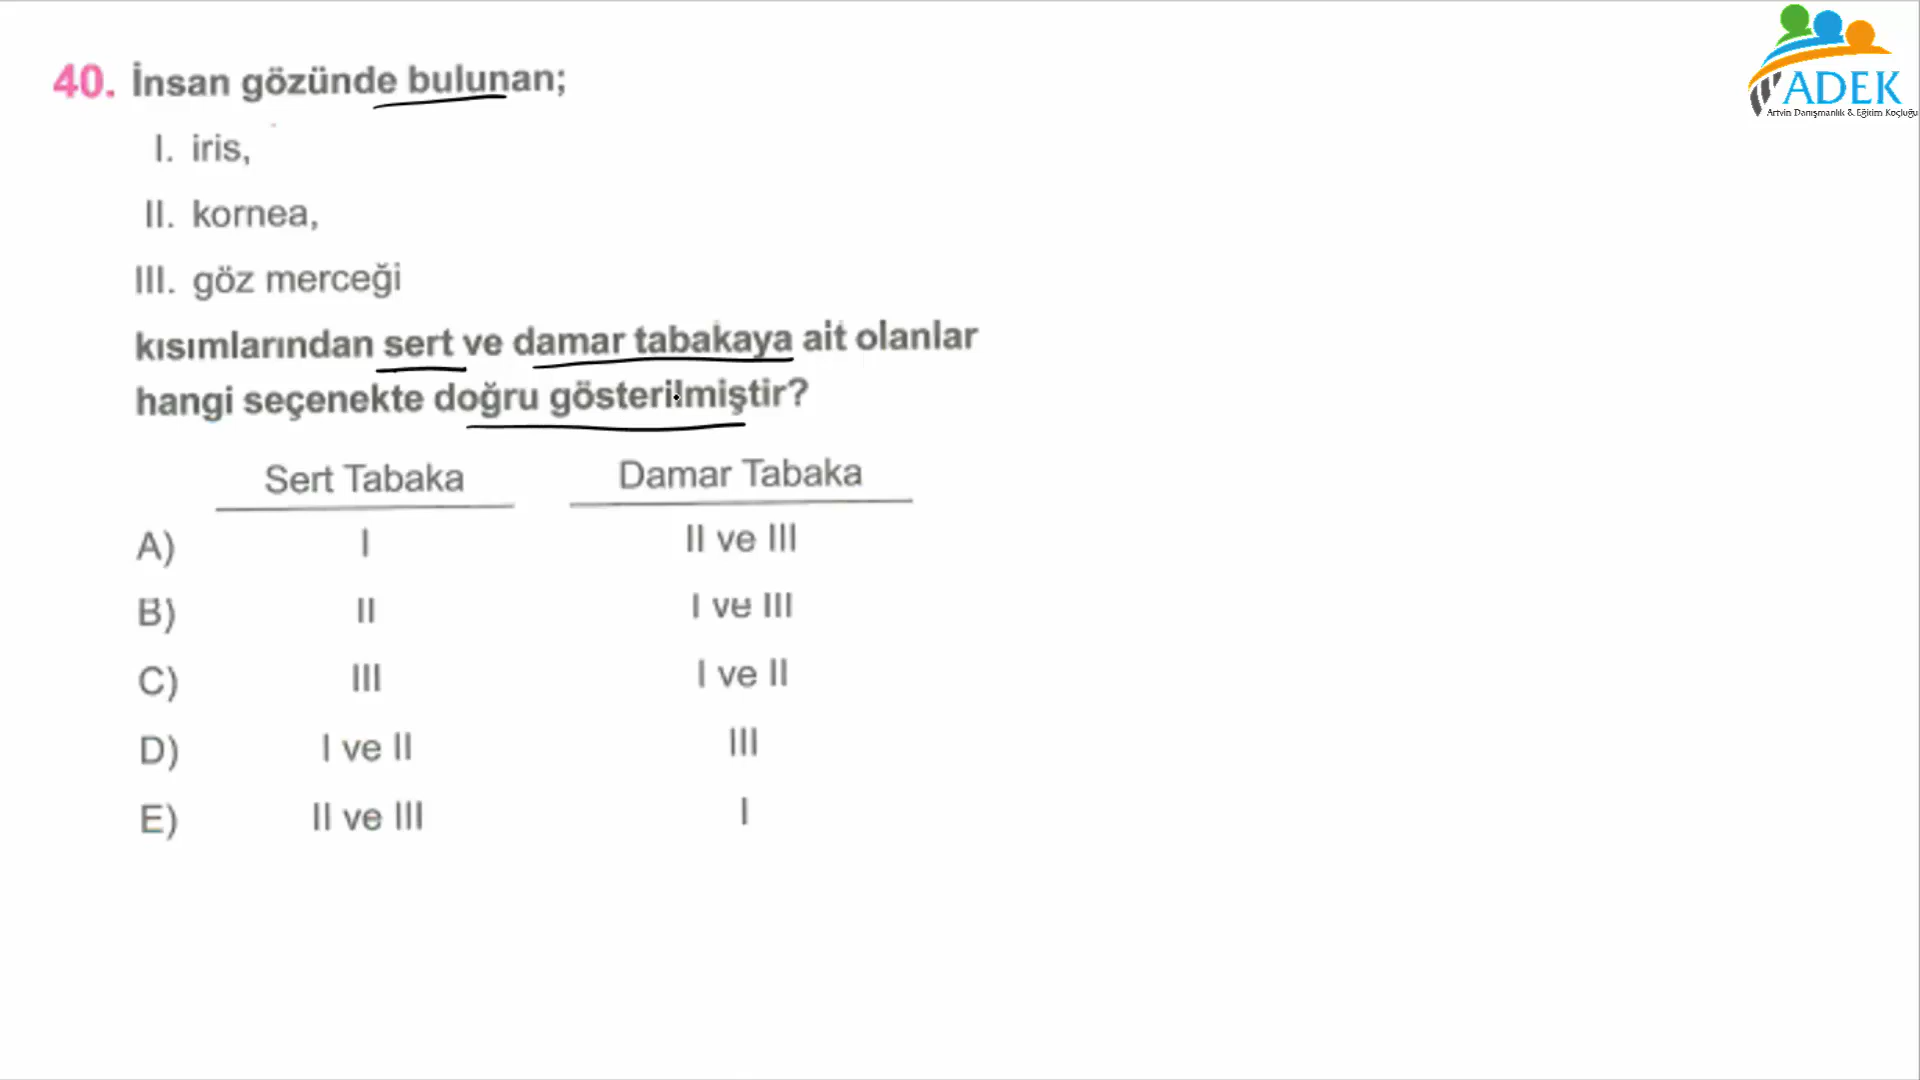 ADEK
Artvin Danışmanlık & Eğitim Koçluğu
40. İnsan gözünde bulunan;
I. iris,
II. kornea,
III. göz merceği
kısımlarından sert ve damar tabakaya ait olanlar
hangi seçenekte doğru gösterilmiştir?
Sert Tabaka Damar Tabaka
A) I II ve III
B) II I ve III
C) III I ve II
D) I ve II III
E) II ve III I